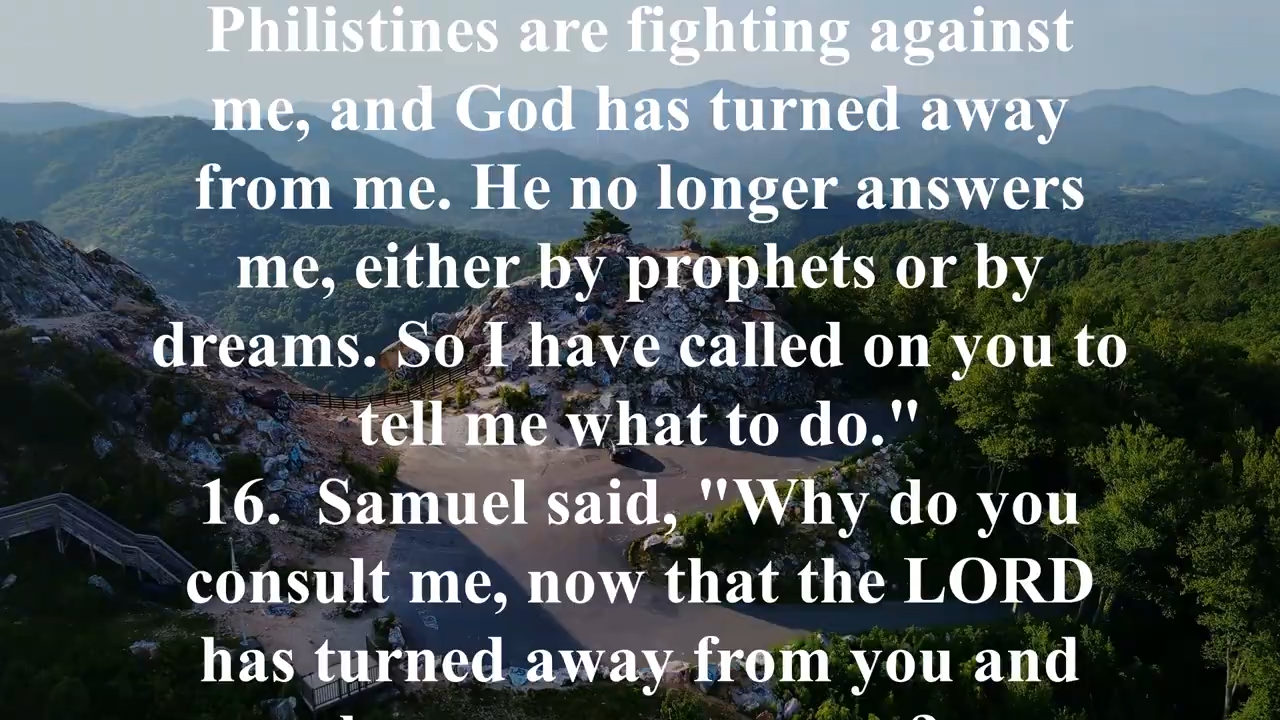 Philistines are fighting against
me, and God has turned away
from me. He no longer answers
me, either by prophets or by
dreams. So I have called on you to
tell me what to do."
16.  Samuel said, "Why do you
consult me, now that the LORD
has turned away from you and